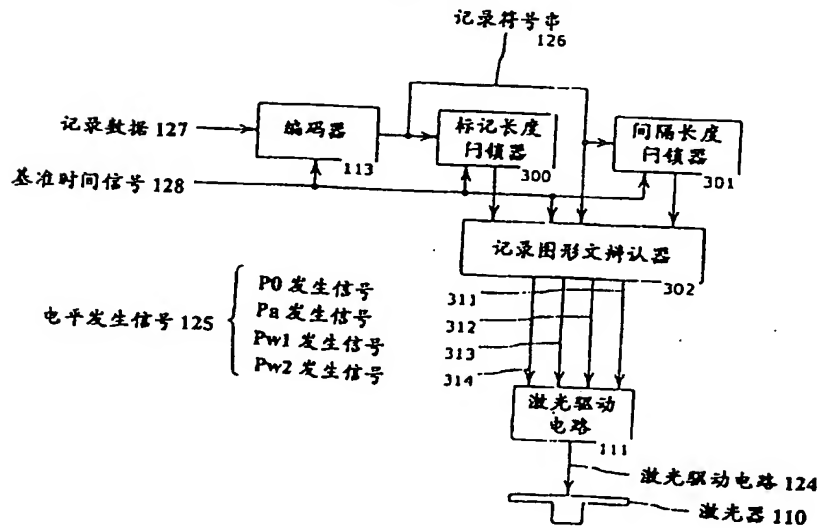 记录符号串
126
记录数据 127
编码器
113
标记长度
闩锁器
300
间隔长度
闩锁器
301
基准时间信号 128
记录图形文辨认器
302
电平发生信号 125
P0 发生信号
Pa 发生信号
Pw1 发生信号
Pw2 发生信号
311
312
313
314
激光驱动
电路
111
激光驱动电路 124
激光器 110